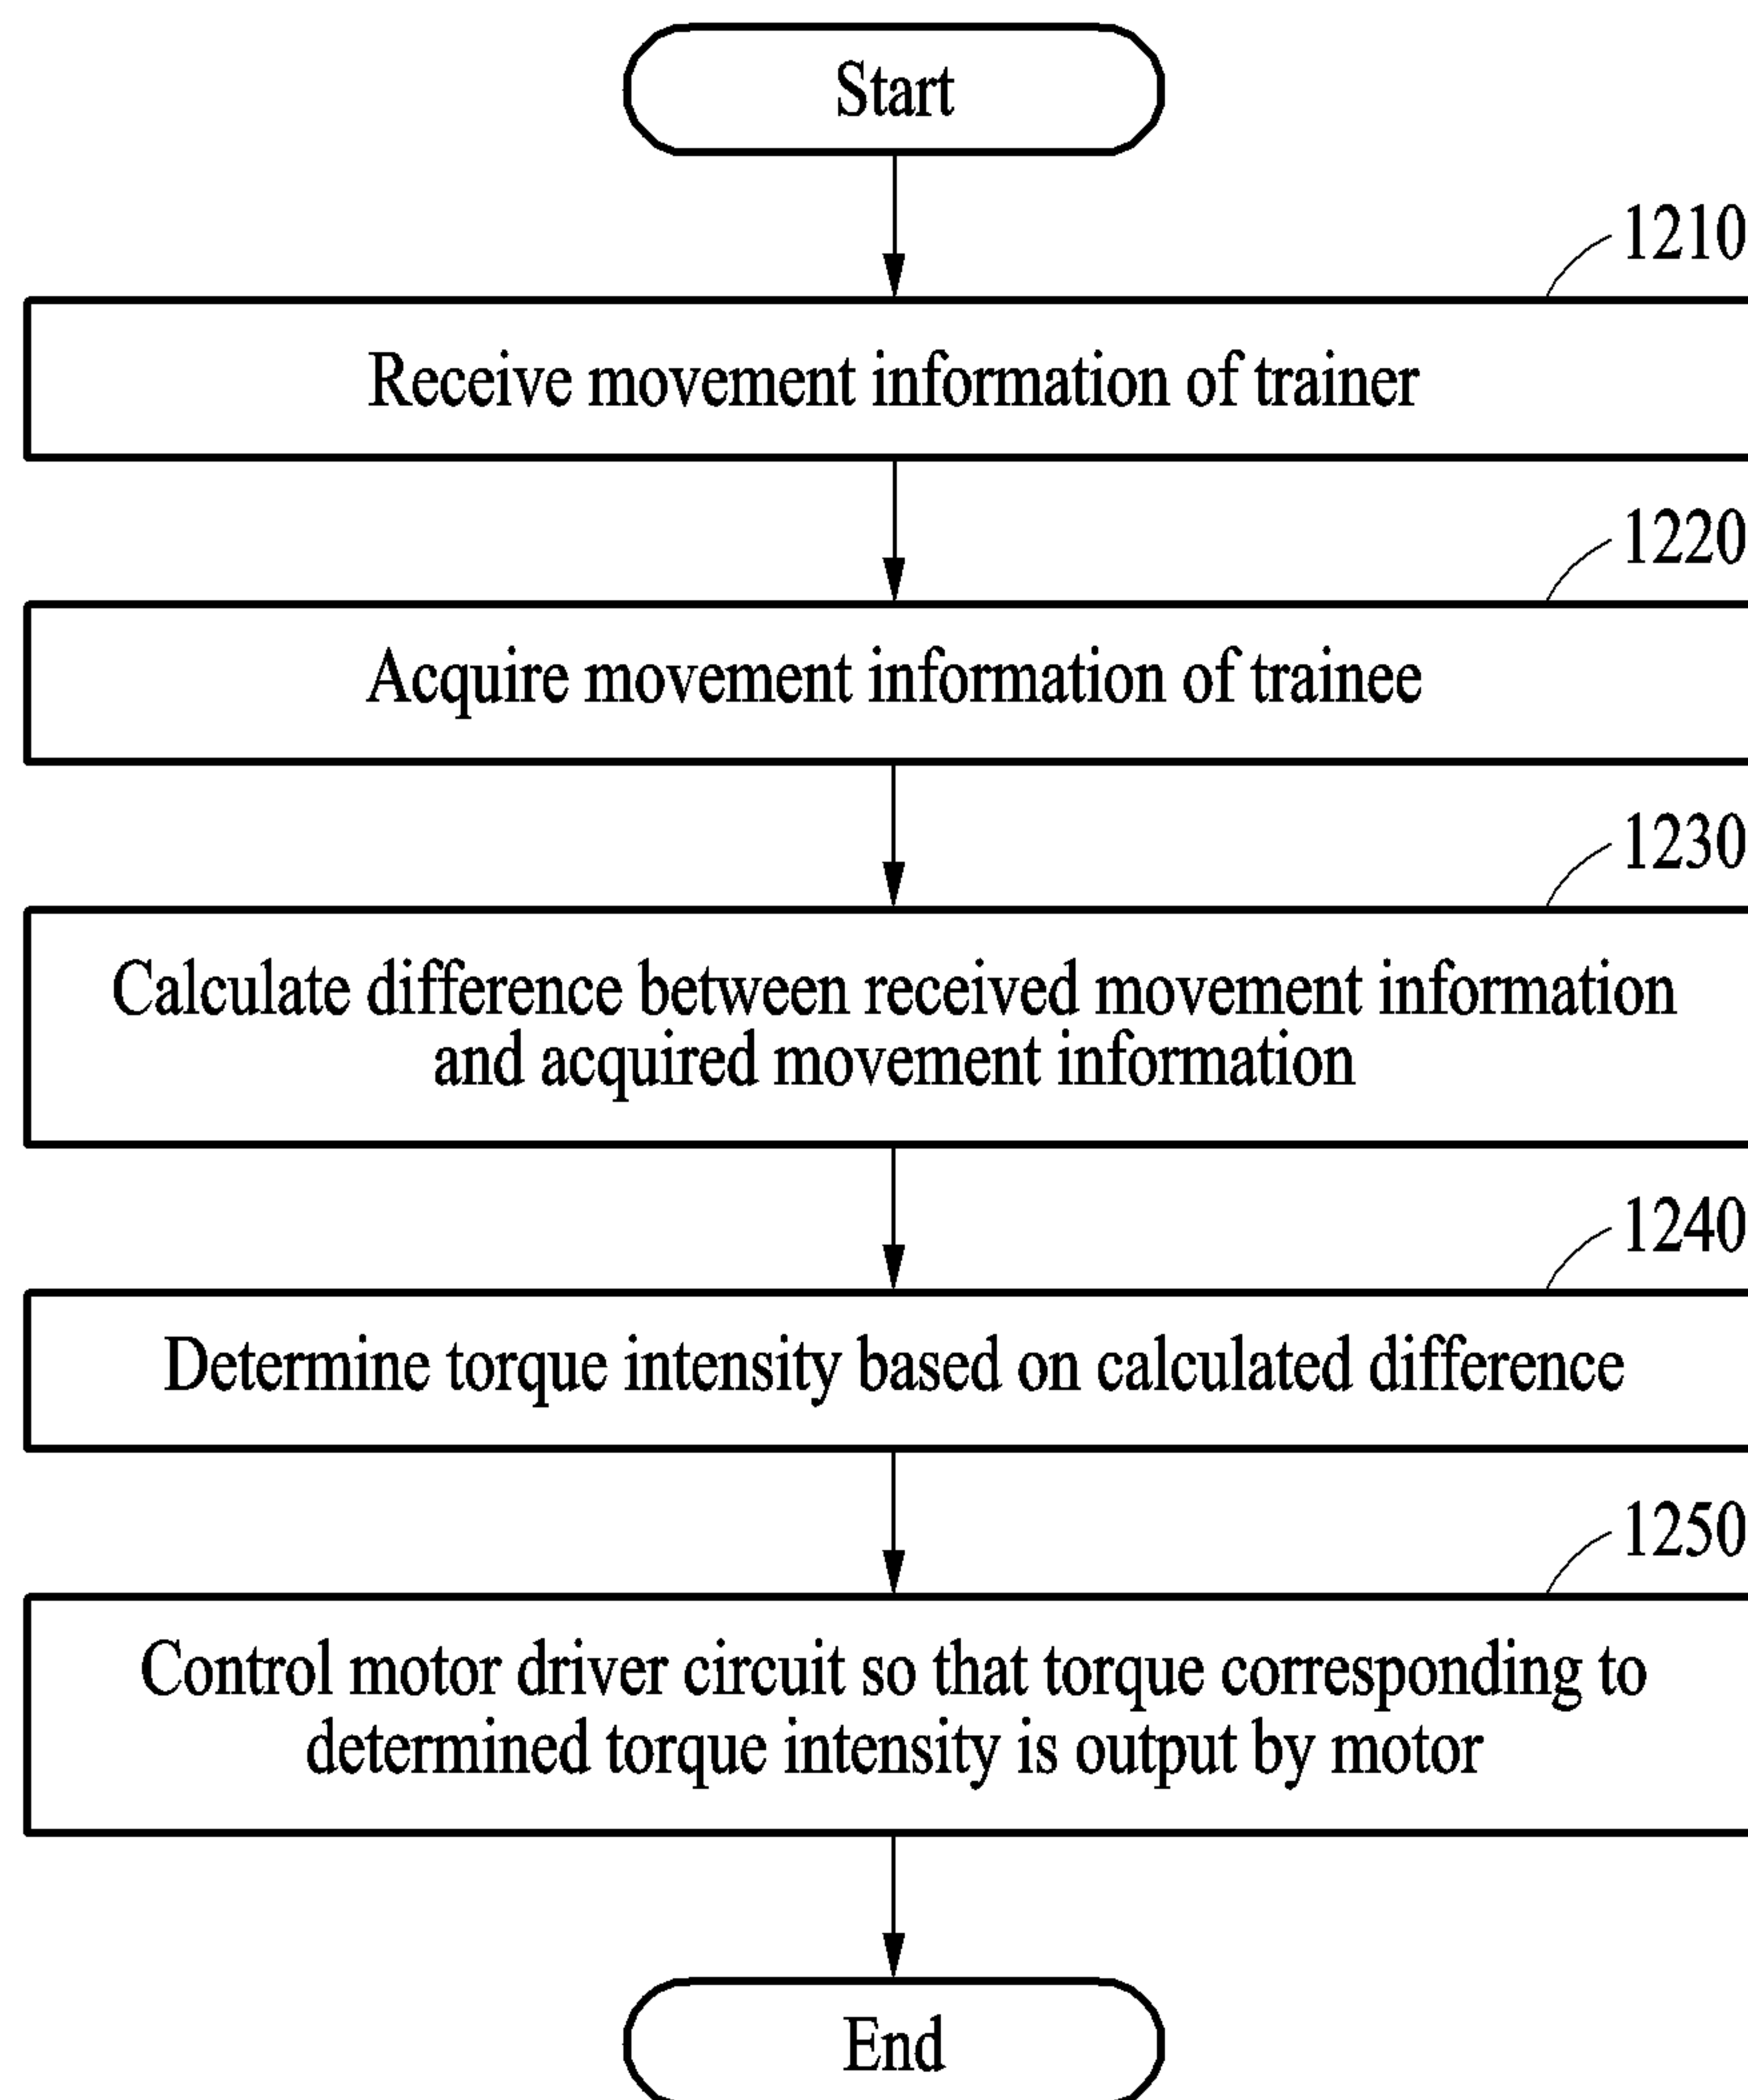 Start
1210
Receive movement information of trainer
1220
Acquire movement information of trainee
1230
Calculate difference between received movement information
and acquired movement information
1240
Determine torque intensity based on calculated difference
1250
Control motor driver circuit so that torque corresponding to
determined torque intensity is output by motor
End